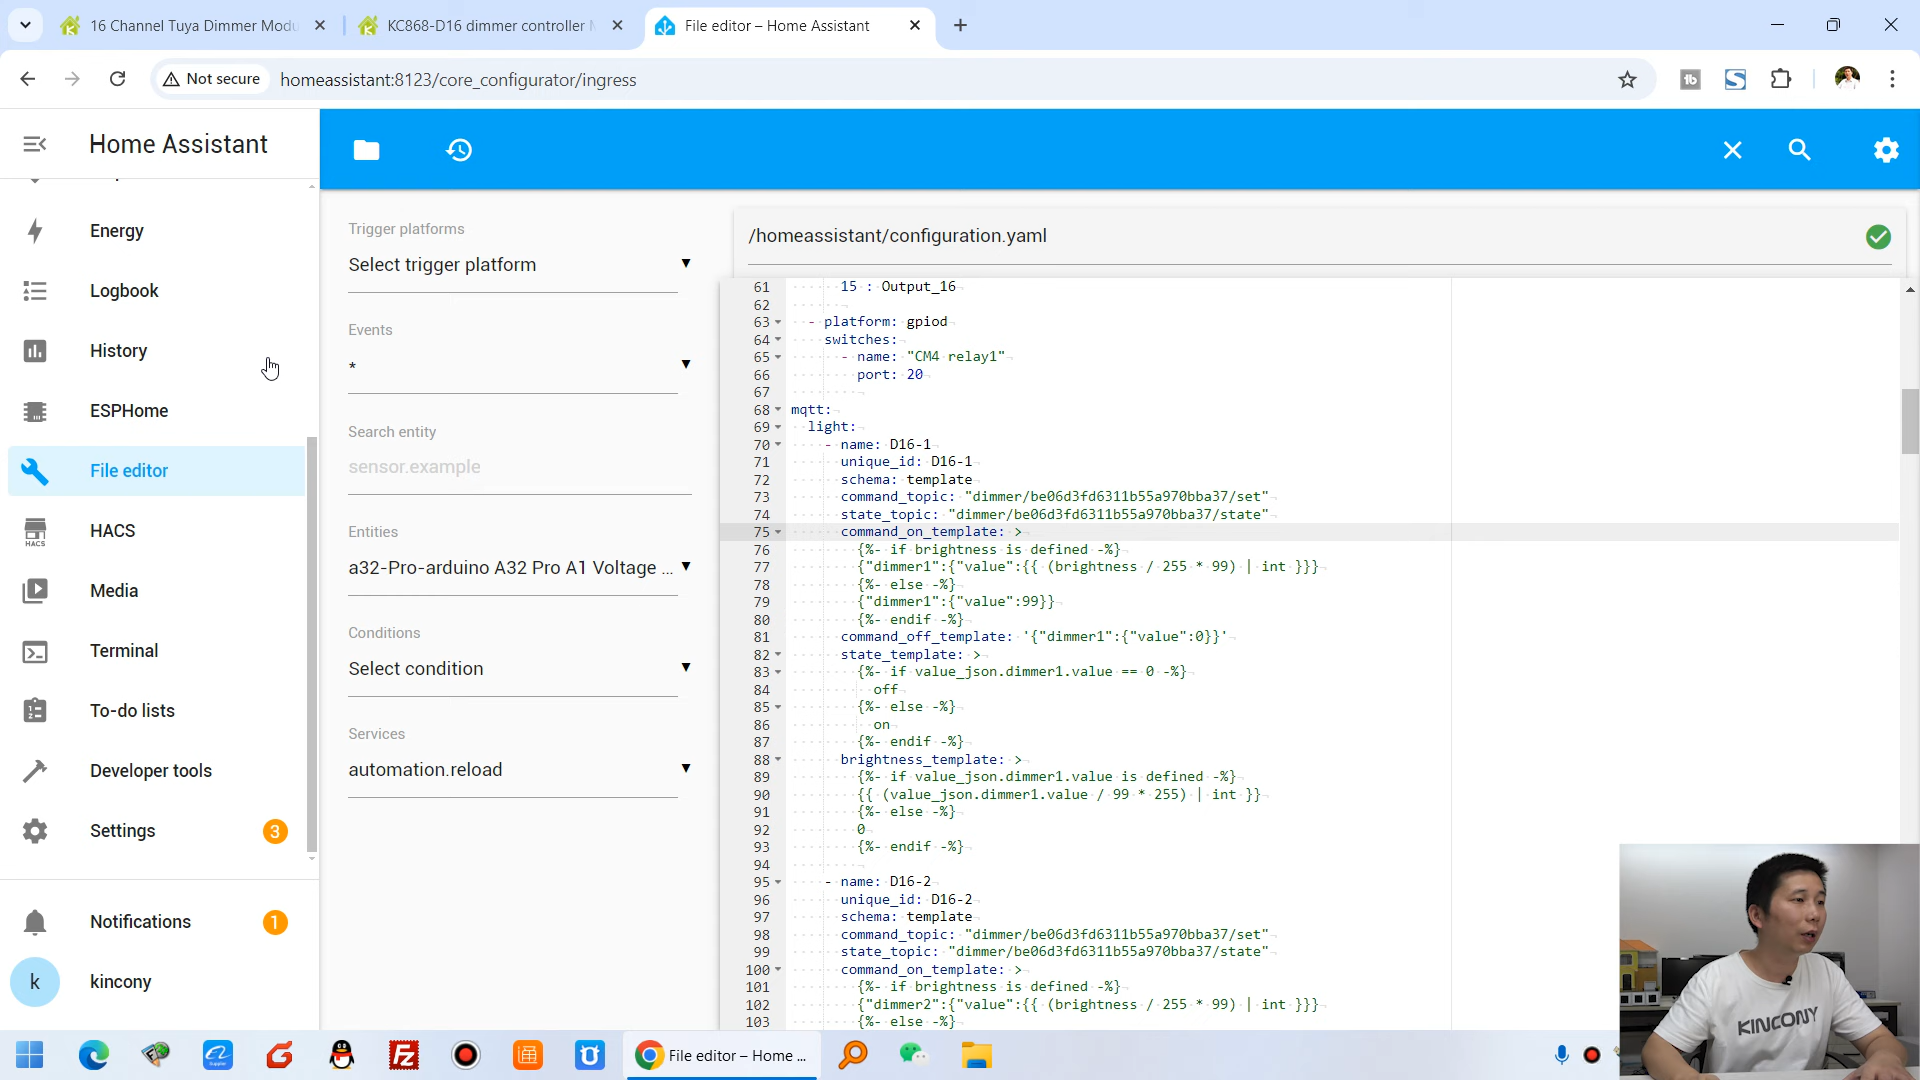 16 Channel Tuya Dimmer Modu
KC868-D16 dimmer controller
File editor – Home Assistant
Not secure
homeassistant:8123/core_configurator/ingress
Home Assistant
Energy
Logbook
History
ESPHome
File editor
HACS
HACS
Media
Terminal
To-do lists
Developer tools
Settings
3
Notifications
1
k
kincony
Trigger platforms
Select trigger platform
Events
*
Search entity
sensor.example
Entities
a32-Pro-arduino A32 Pro A1 Voltage ...
Conditions
Select condition
Services
automation.reload
/homeassistant/configuration.yaml
61 15 : Output_16
62
63 - platform: gpiod
64 switches:
65 - name: "CM4 relay1"
66 port: 20
67
68 mqtt:
69 light:
70 - name: D16-1
71 unique_id: D16-1
72 schema: template
73 command_topic: "dimmer/be06d3fd6311b55a970bba37/set"
74 state_topic: "dimmer/be06d3fd6311b55a970bba37/state"
75 command_on_template: >
76 {%- if brightness is defined -%}
77 {"dimmer1":{"value":{{ (brightness / 255 * 99) | int }}}
78 {%- else -%}
79 {"dimmer1":{"value":99}}
80 {%- endif -%}
81 command_off_template: '{"dimmer1":{"value":0}}'
82 state_template: >
83 {%- if value_json.dimmer1.value == 0 -%}
84 off
85 {%- else -%}
86 on
87 {%- endif -%}
88 brightness_template: >
89 {%- if value_json.dimmer1.value is defined -%}
90 {{ (value_json.dimmer1.value / 99 * 255) | int }}
91 {%- else -%}
92 0
93 {%- endif -%}
94
95 - name: D16-2
96 unique_id: D16-2
97 schema: template
98 command_topic: "dimmer/be06d3fd6311b55a970bba37/set"
99 state_topic: "dimmer/be06d3fd6311b55a970bba37/state"
100 command_on_template: >
101 {%- if brightness is defined -%}
102 {"dimmer2":{"value":{{ (brightness / 255 * 99) | int }}}
103 {%- else -%}
KINCONY
File editor – Home ...